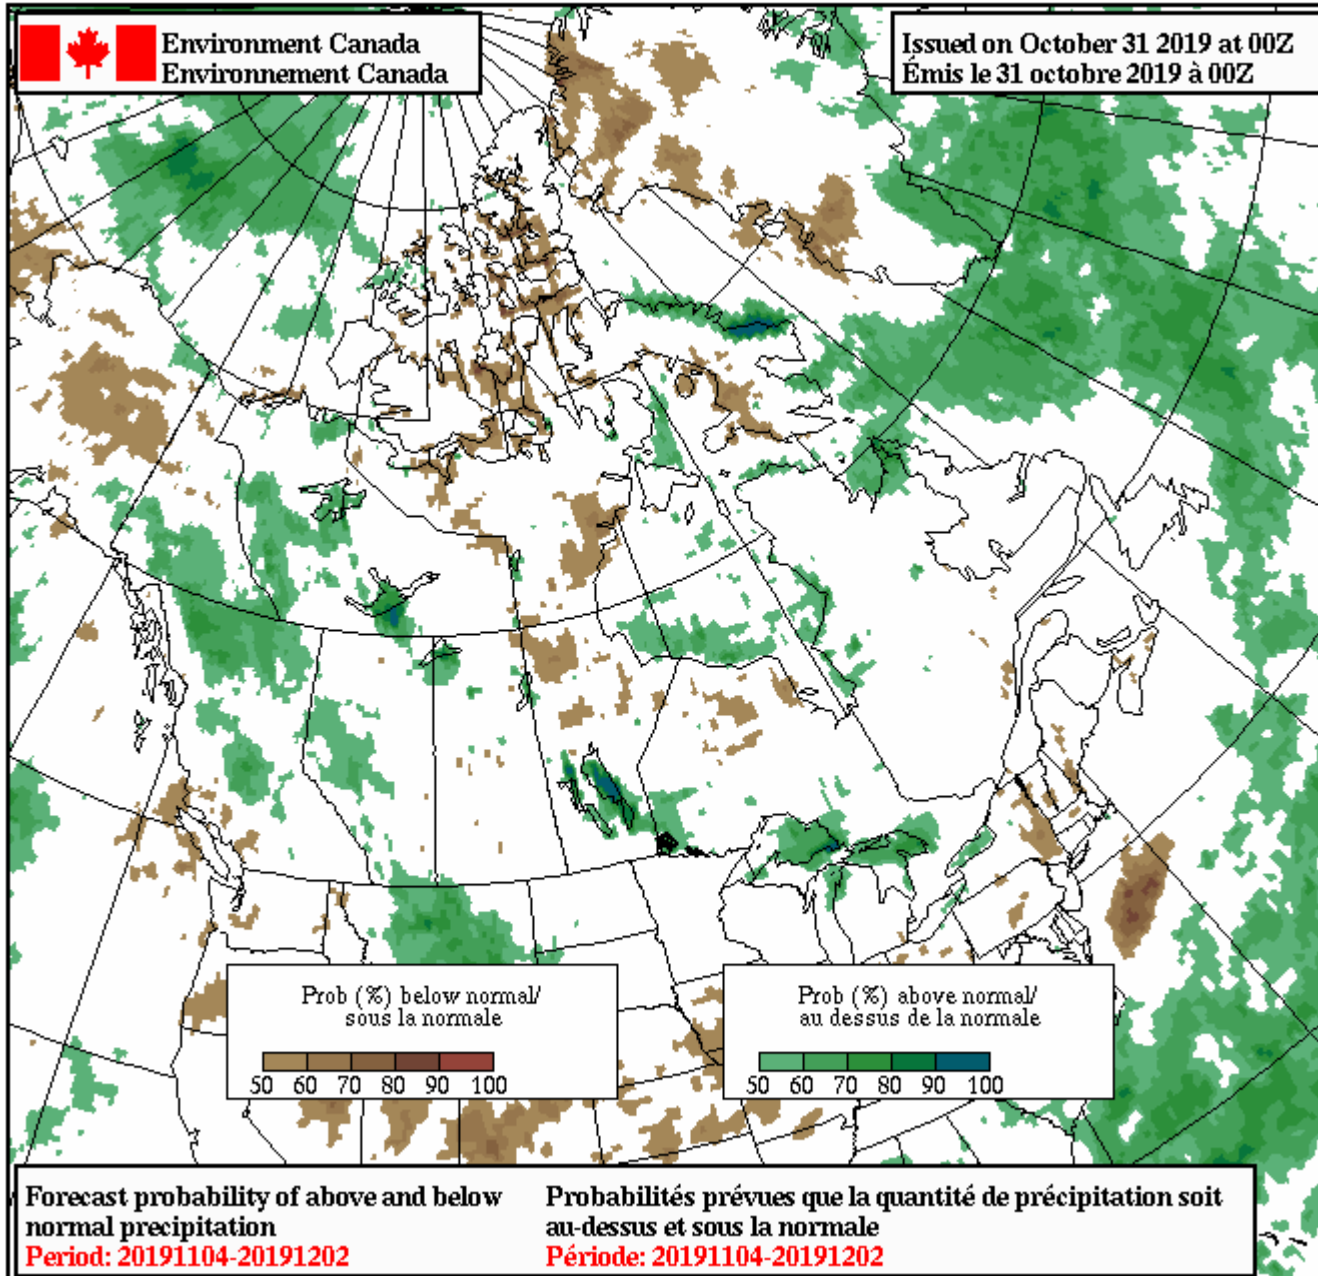 Environment Canada
Environnement Canada
Issued on October 31 2019 at 00Z
Émis le 31 octobre 2019 à 00Z
Prob (%) below normal/
sous la normale
50 60 70 80 90 100
Prob (%) above normal/
au dessus de la normale
50 60 70 80 90 100
Forecast probability of above and below
normal precipitation
Period: 20191104-20191202
Probabilités prévues que la quantité de précipitation soit
au-dessus et sous la normale
Période: 20191104-20191202